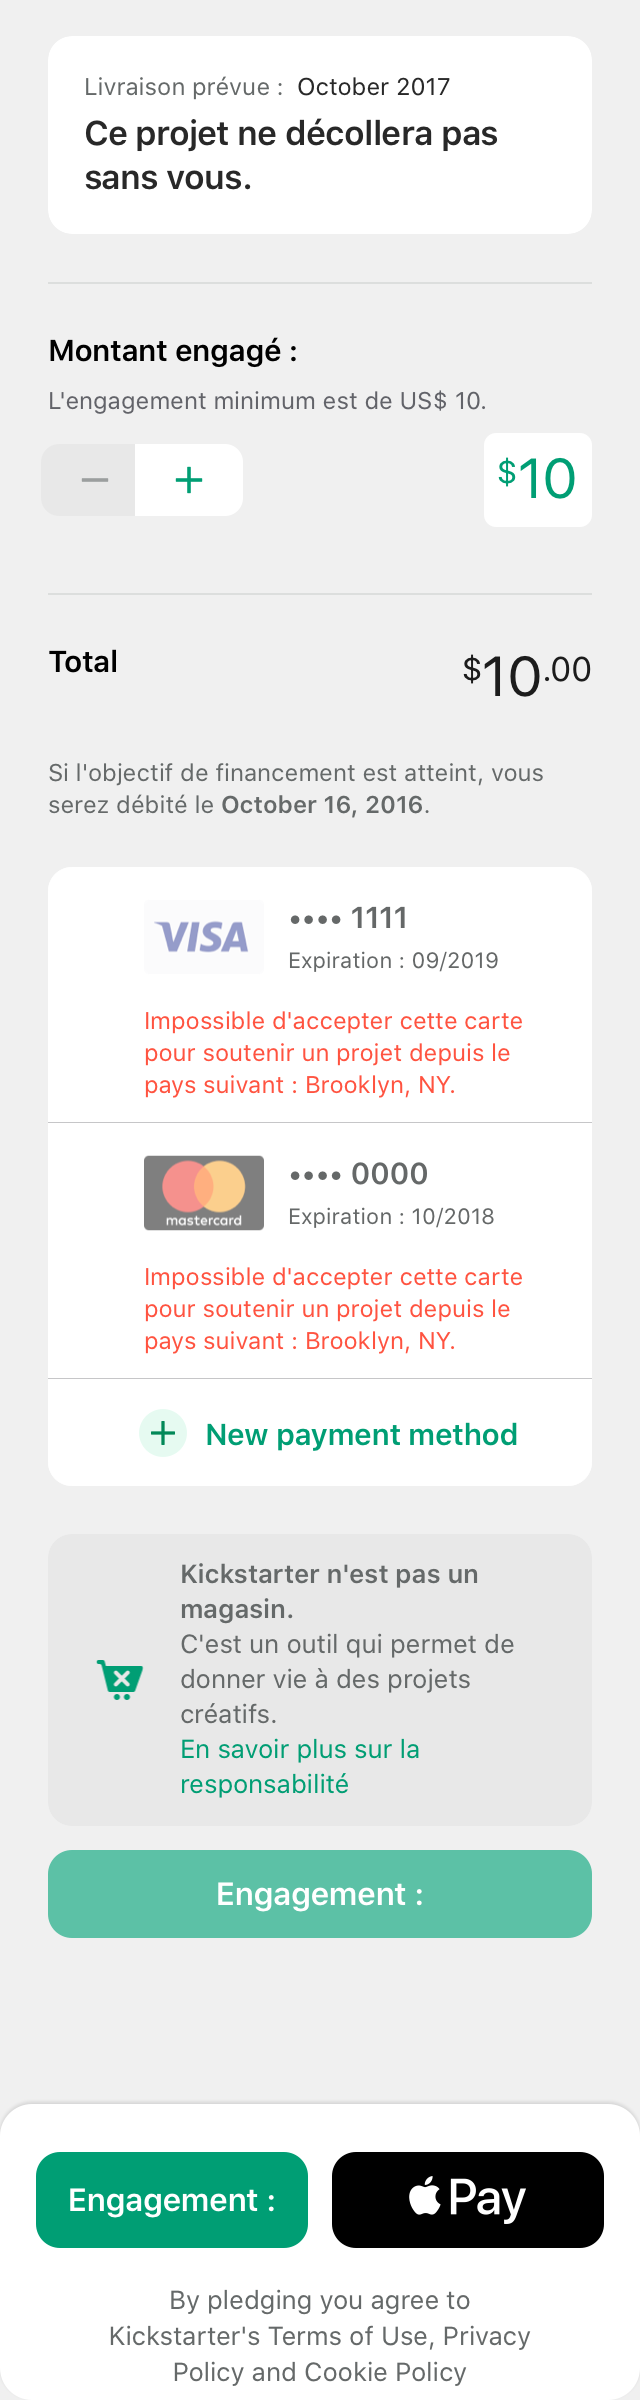 Livraison prévue : October 2017
Ce projet ne décollera pas
sans vous.
Montant engagé :
L'engagement minimum est de US$ 10.
$10
Total
$10.00
Si l'objectif de financement est atteint, vous
serez débité le October 16, 2016.
VISA
•••• 1111
Expiration : 09/2019
Impossible d'accepter cette carte
pour soutenir un projet depuis le
pays suivant : Brooklyn, NY.
mastercard
•••• 0000
Expiration : 10/2018
Impossible d'accepter cette carte
pour soutenir un projet depuis le
pays suivant : Brooklyn, NY.
New payment method
Kickstarter n'est pas un
magasin.
C'est un outil qui permet de
donner vie à des projets
créatifs.
En savoir plus sur la
responsabilité
Engagement :
Engagement :
Pay
By pledging you agree to
Kickstarter's Terms of Use, Privacy
Policy and Cookie Policy